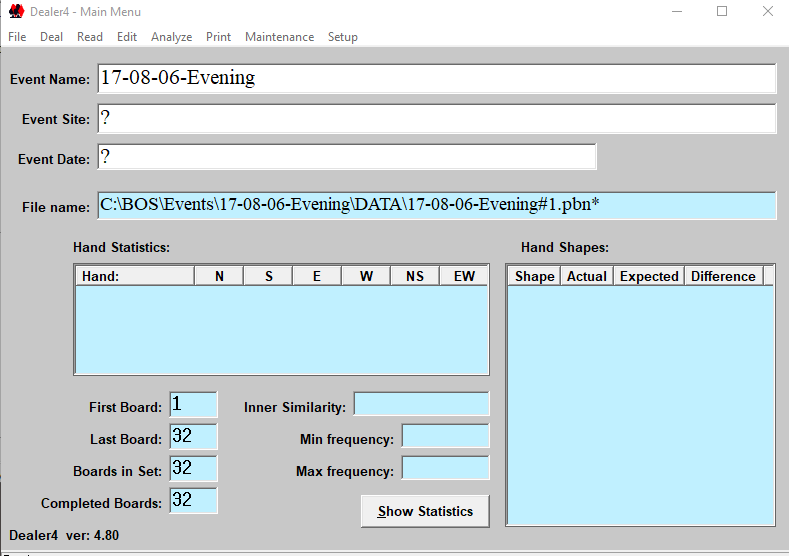 Dealer4 - Main Menu
File Deal Read Edit Analyze Print Maintenance Setup
Event Name: 17-08-06-Evening
Event Site: ?
Event Date: ?
File name: C:\BOS\Events\17-08-06-Evening\DATA\17-08-06-Evening#1.pbn*
Hand Statistics: Hand Shapes:
Hand: N S E W NS EW Shape Actual Expected Difference
First Board: 1 Inner Similarity:
Last Board: 32 Min frequency:
Boards in Set: 32 Max frequency:
Completed Boards: 32 Show Statistics
Dealer4 ver: 4.80